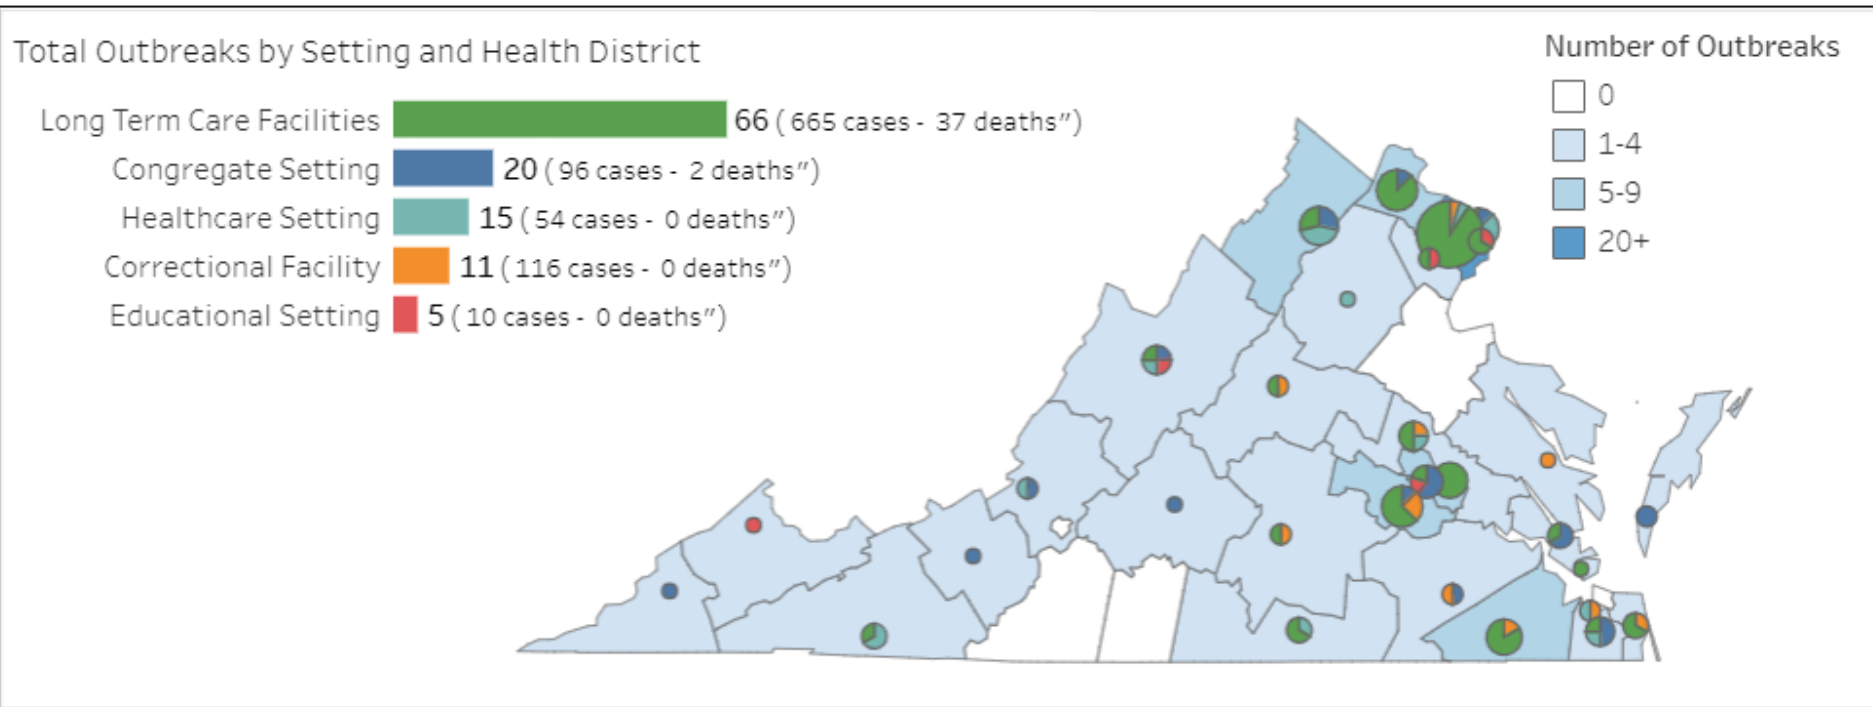 Total Outbreaks by Setting and Health District
Long Term Care Facilities 66 ( 665 cases - 37 deaths")
Congregate Setting 20 ( 96 cases - 2 deaths")
Healthcare Setting 15 ( 54 cases - 0 deaths")
Correctional Facility 11 ( 116 cases - 0 deaths")
Educational Setting 5 ( 10 cases - 0 deaths")
Number of Outbreaks
0
1-4
5-9
20+